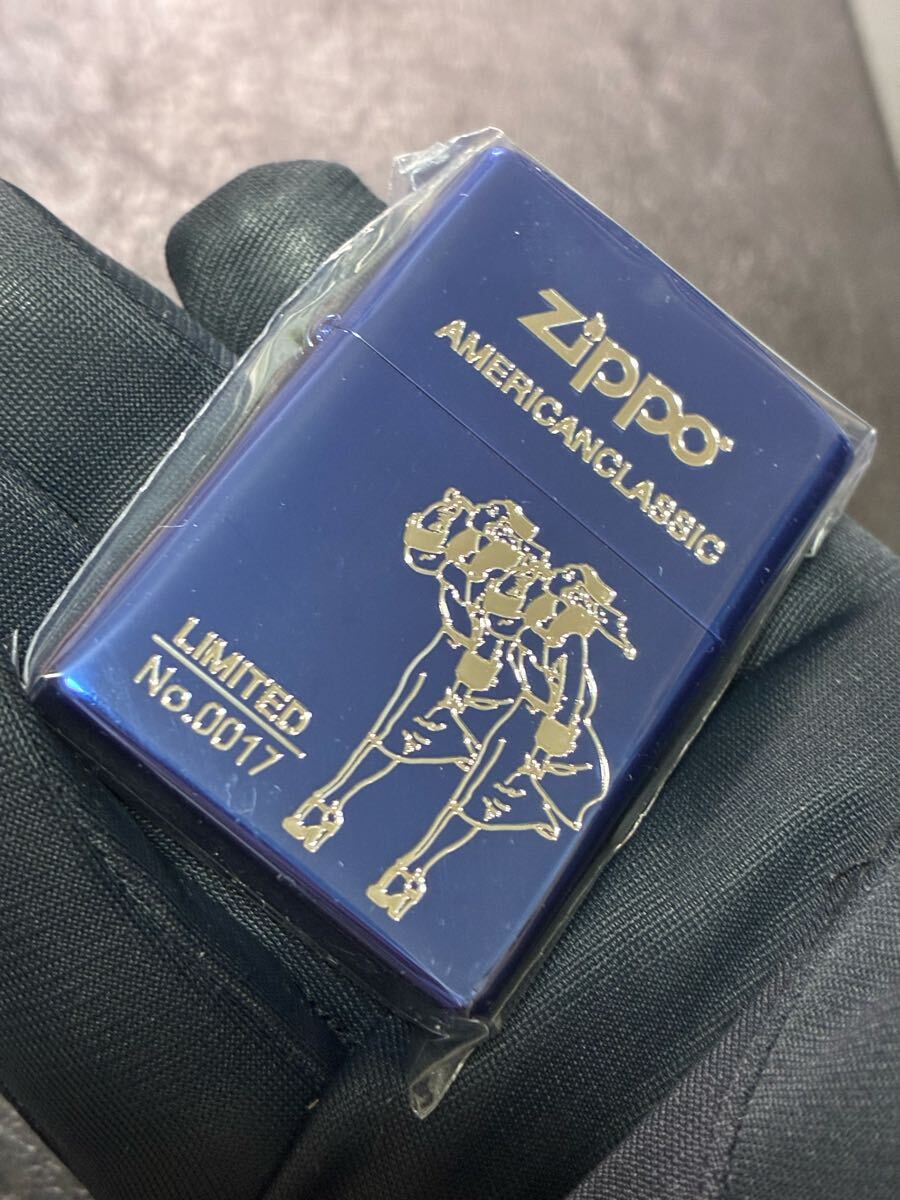 Zippo
AMERICANCLASSIC
LIMITED
No.0017